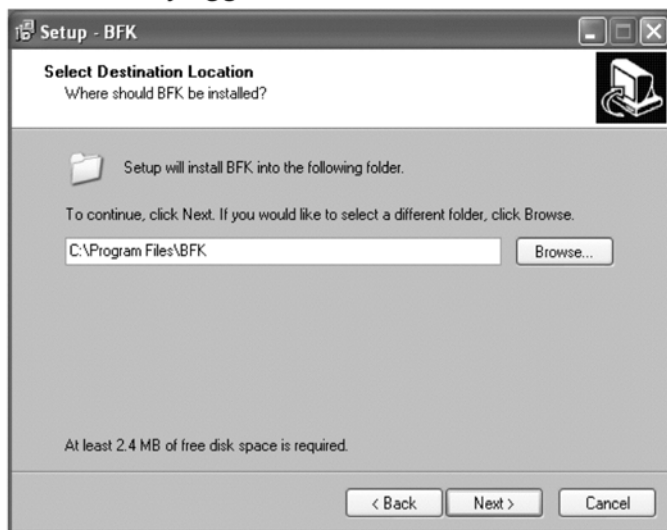 Setup - BFK
Select Destination Location
Where should BFK be installed?
Setup will install BFK into the following folder.
To continue, click Next. If you would like to select a different folder, click Browse.
C:\Program Files\BFK
Browse...
At least 2.4 MB of free disk space is required.
< Back
Next >
Cancel